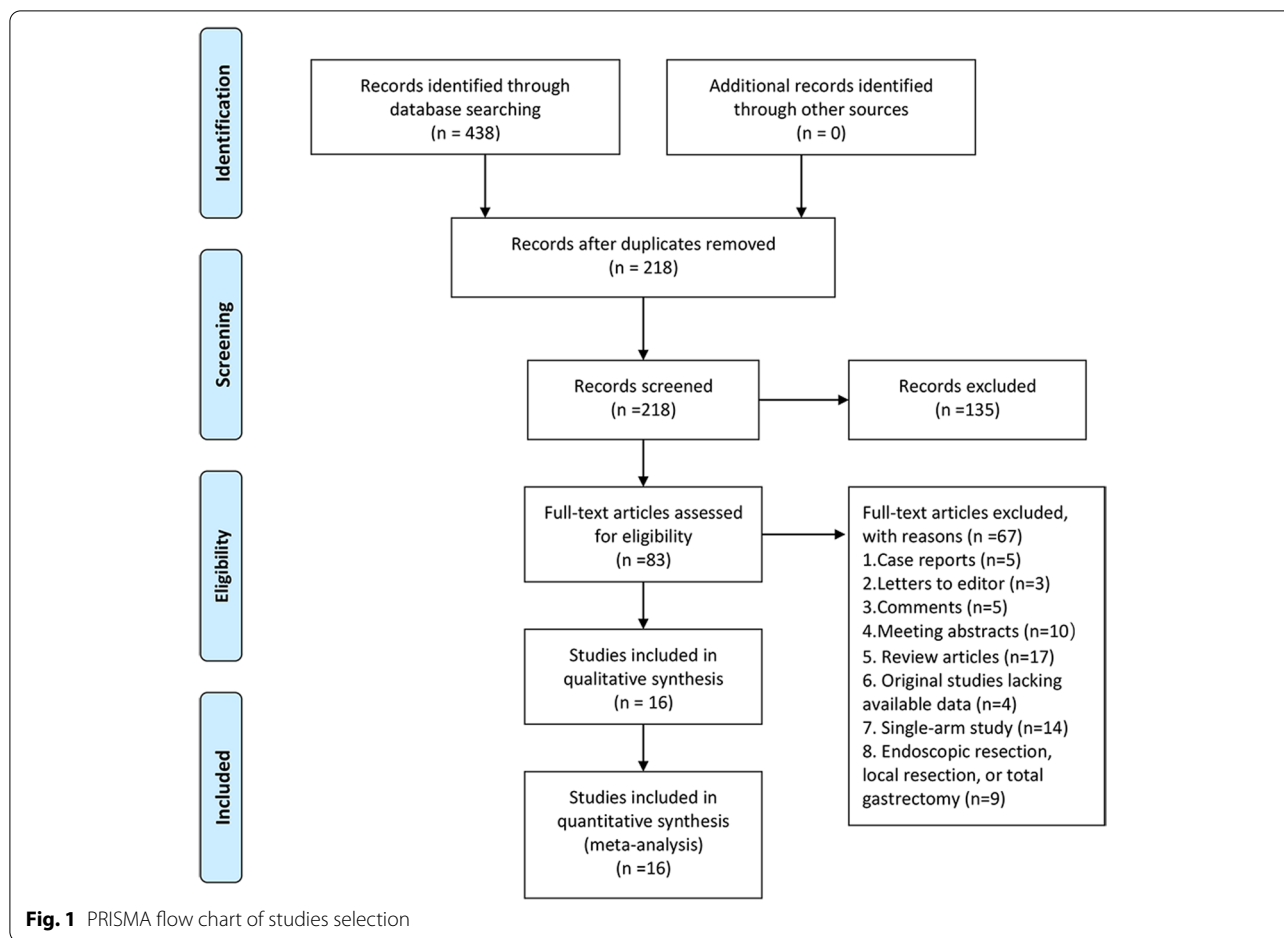 Identification
Records identified through
database searching
(n = 438)
Additional records identified
through other sources
(n = 0)
Records after duplicates removed
(n = 218)
Screening
Records screened
(n =218)
Records excluded
(n =135)
Eligibility
Full-text articles assessed
for eligibility
(n =83)
Full-text articles excluded,
with reasons (n =67)
1.Case reports (n=5)
2.Letters to editor (n=3)
3.Comments (n=5)
4.Meeting abstracts (n=10）
5. Review articles (n=17)
6. Original studies lacking
available data (n=4)
7. Single-arm study (n=14)
8. Endoscopic resection,
local resection, or total
gastrectomy (n=9)
Studies included in
qualitative synthesis
(n = 16)
Included
Studies included in
quantitative synthesis
(meta-analysis)
(n =16)
Fig. 1 PRISMA flow chart of studies selection